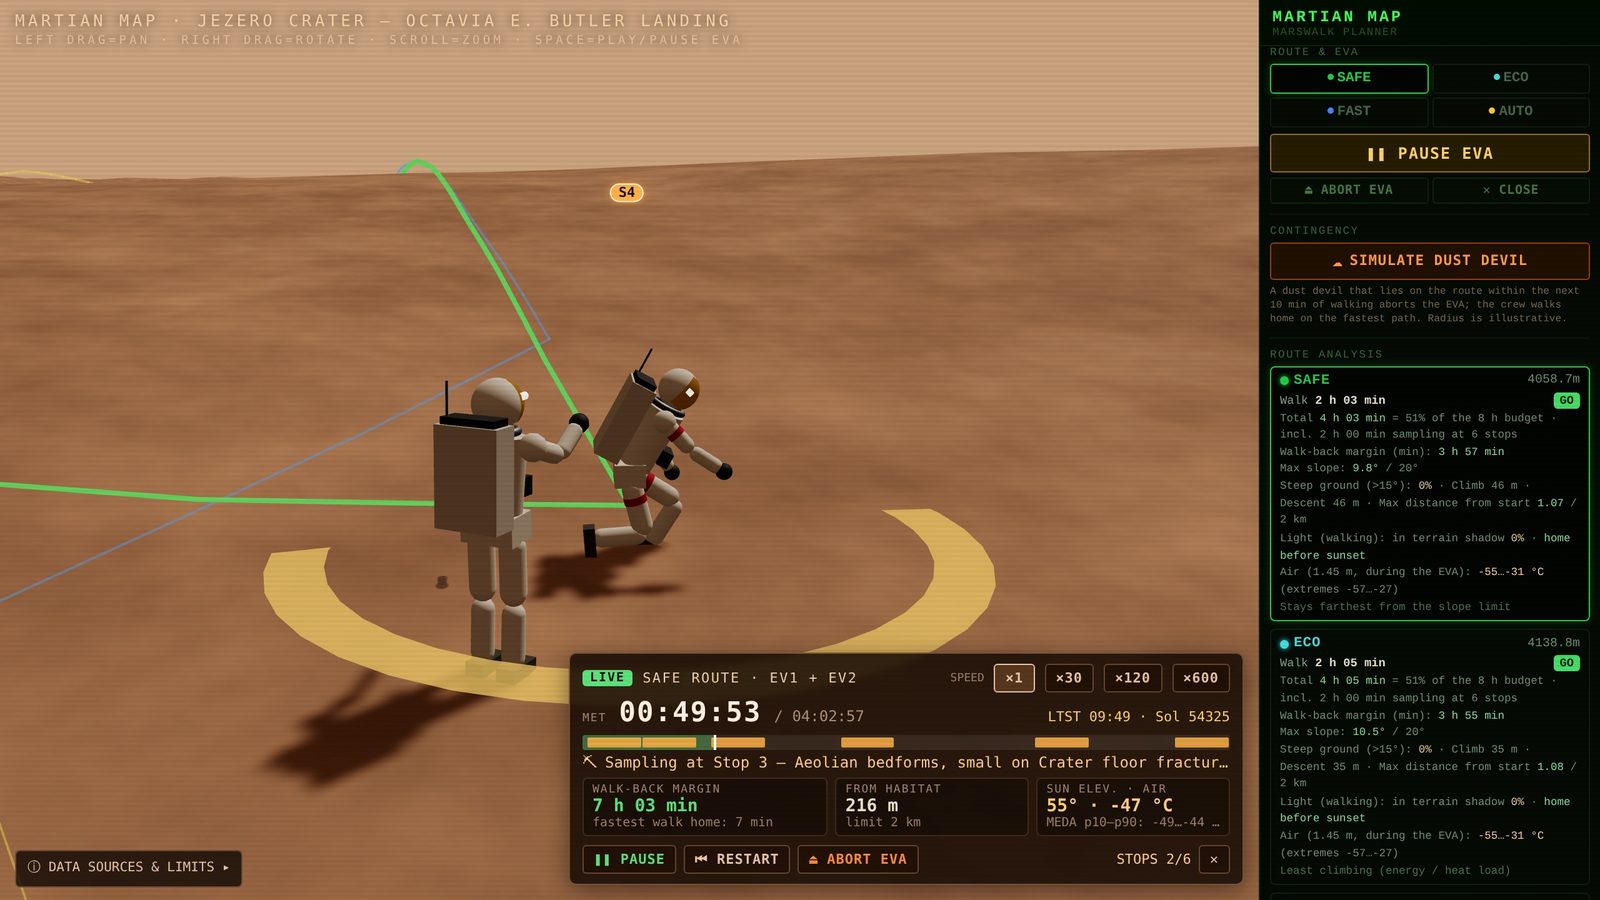 MARTIAN MAP · JEZERO CRATER — OCTAVIA E. BUTLER LANDING
LEFT DRAG=PAN · RIGHT DRAG=ROTATE · SCROLL=ZOOM · SPACE=PLAY/PAUSE EVA
S4
ⓘ DATA SOURCES & LIMITS ▸
LIVE SAFE ROUTE · EV1 + EV2 SPEED ×1 ×30 ×120 ×600
MET 00:49:53 / 04:02:57 LTST 09:49 · Sol 54325
⛏ Sampling at Stop 3 — Aeolian bedforms, small on Crater floor fractur…
WALK-BACK MARGIN
7 h 03 min
fastest walk home: 7 min
FROM HABITAT
216 m
limit 2 km
SUN ELEV. · AIR
55° · -47 °C
MEDA p10–p90: -49…-44 …
❚❚ PAUSE ⏮ RESTART ⏏ ABORT EVA STOPS 2/6 ×
MARTIAN MAP
MARSWALK PLANNER
ROUTE & EVA
SAFE ECO
FAST AUTO
❚❚ PAUSE EVA
⏏ ABORT EVA × CLOSE
CONTINGENCY
☁ SIMULATE DUST DEVIL
A dust devil that lies on the route within the next
10 min of walking aborts the EVA; the crew walks
home on the fastest path. Radius is illustrative.
ROUTE ANALYSIS
SAFE 4058.7m
Walk 2 h 03 min GO
Total 4 h 03 min = 51% of the 8 h budget ·
incl. 2 h 00 min sampling at 6 stops
Walk-back margin (min): 3 h 57 min
Max slope: 9.8° / 20°
Steep ground (>15°): 0% · Climb 46 m ·
Descent 46 m · Max distance from start 1.07 /
2 km
Light (walking): in terrain shadow 0% · home
before sunset
Air (1.45 m, during the EVA): -55…-31 °C
(extremes -57…-27)
Stays farthest from the slope limit
ECO 4138.8m
Walk 2 h 05 min GO
Total 4 h 05 min = 51% of the 8 h budget ·
incl. 2 h 00 min sampling at 6 stops
Walk-back margin (min): 3 h 55 min
Max slope: 10.5° / 20°
Steep ground (>15°): 0% · Climb 35 m ·
Descent 35 m · Max distance from start 1.08 /
2 km
Light (walking): in terrain shadow 0% · home
before sunset
Air (1.45 m, during the EVA): -55…-31 °C
(extremes -57…-27)
Least climbing (energy / heat load)